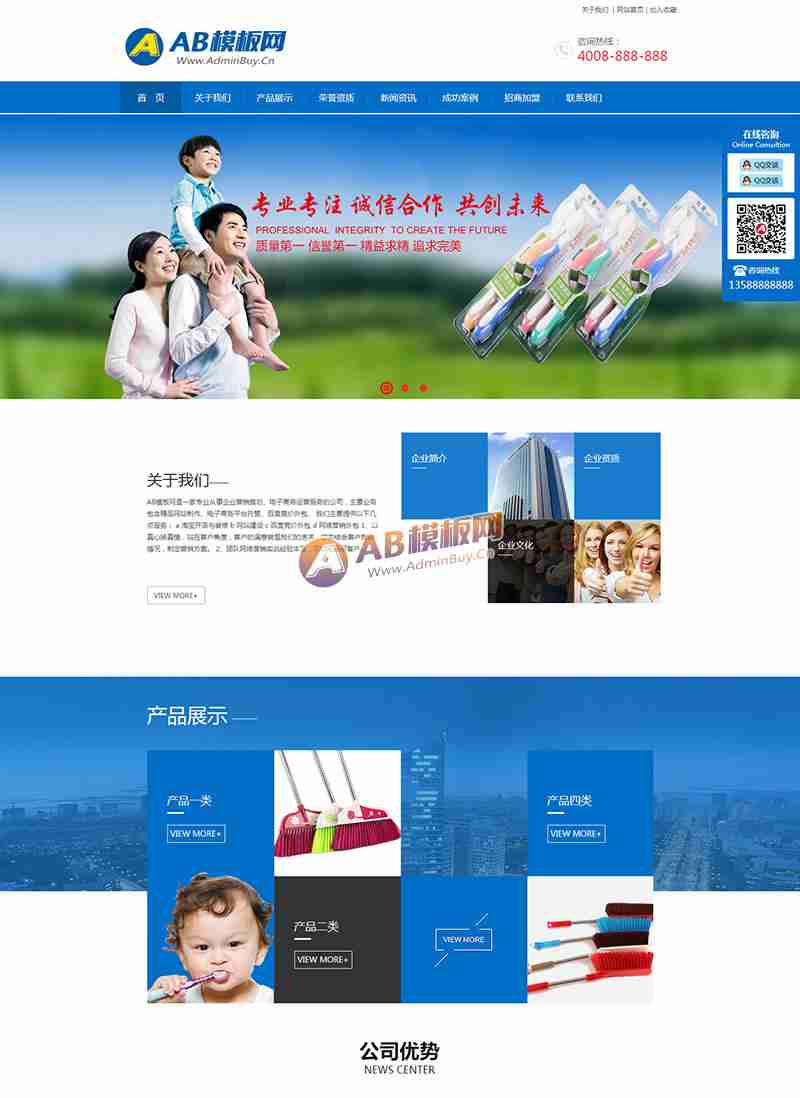 关于我们 | 网站首页 | 加入收藏
AB模板网
Www.AdminBuy.Cn
咨询热线：
4008-888-888
首 页
关于我们
产品展示
荣誉资质
新闻资讯
成功案例
招商加盟
联系我们
专业专注 诚信合作 共创未来
PROFESSIONAL INTEGRITY TO CREATE THE FUTURE
质量第一 信誉第一 精益求精 追求完美
在线咨询
Online Consultion
QQ交谈
QQ交谈
咨询热线
13588888888
关于我们
AB模板网是一家专业从事企业营销策划、电子商务运营服务的公司，主要业务
包含精品网站制作、电子商务平台托管、百度竞价外包。 我们主要提供以下几
点服务： a 淘宝开店与装修 b 网站建设 c 百度竞价外包 d 网络营销外包 1、以
真心换真情，站在客户角度，客户的满意就是我们的追求，
情况，制定营销方案。 2、团队网络营销实战经验丰
VIEW MORE+
企业简介
企业资质
企业文化
AB模板网
Www.AdminBuy.Cn
产品展示
产品一类
VIEW MORE+
产品四类
VIEW MORE+
产品二类
VIEW MORE+
VIEW MORE
公司优势
NEWS CENTER